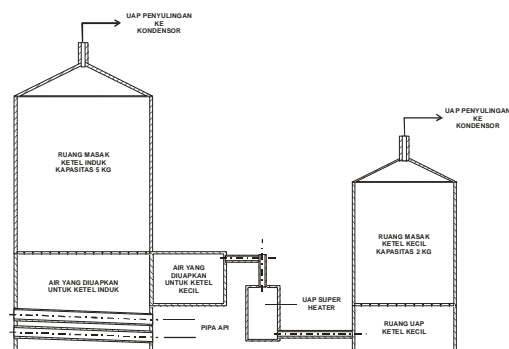 UAP PENYULINGAN
KE
KONDENSOR
UAP PENYULINGAN
KE
KONDENSOR
RUANG MASAK
KETEL INDUK
KAPASITAS 5 KG
RUANG MASAK
KETEL KECIL
KAPASITAS 2 KG
AIR YANG DIUAPKAN
UNTUK KETEL INDUK
AIR YANG
DIUAPKAN
UNTUK KETEL
KECIL
UAP SUPER
HEATER
PIPA API
RUANG UAP
KETEL KECIL